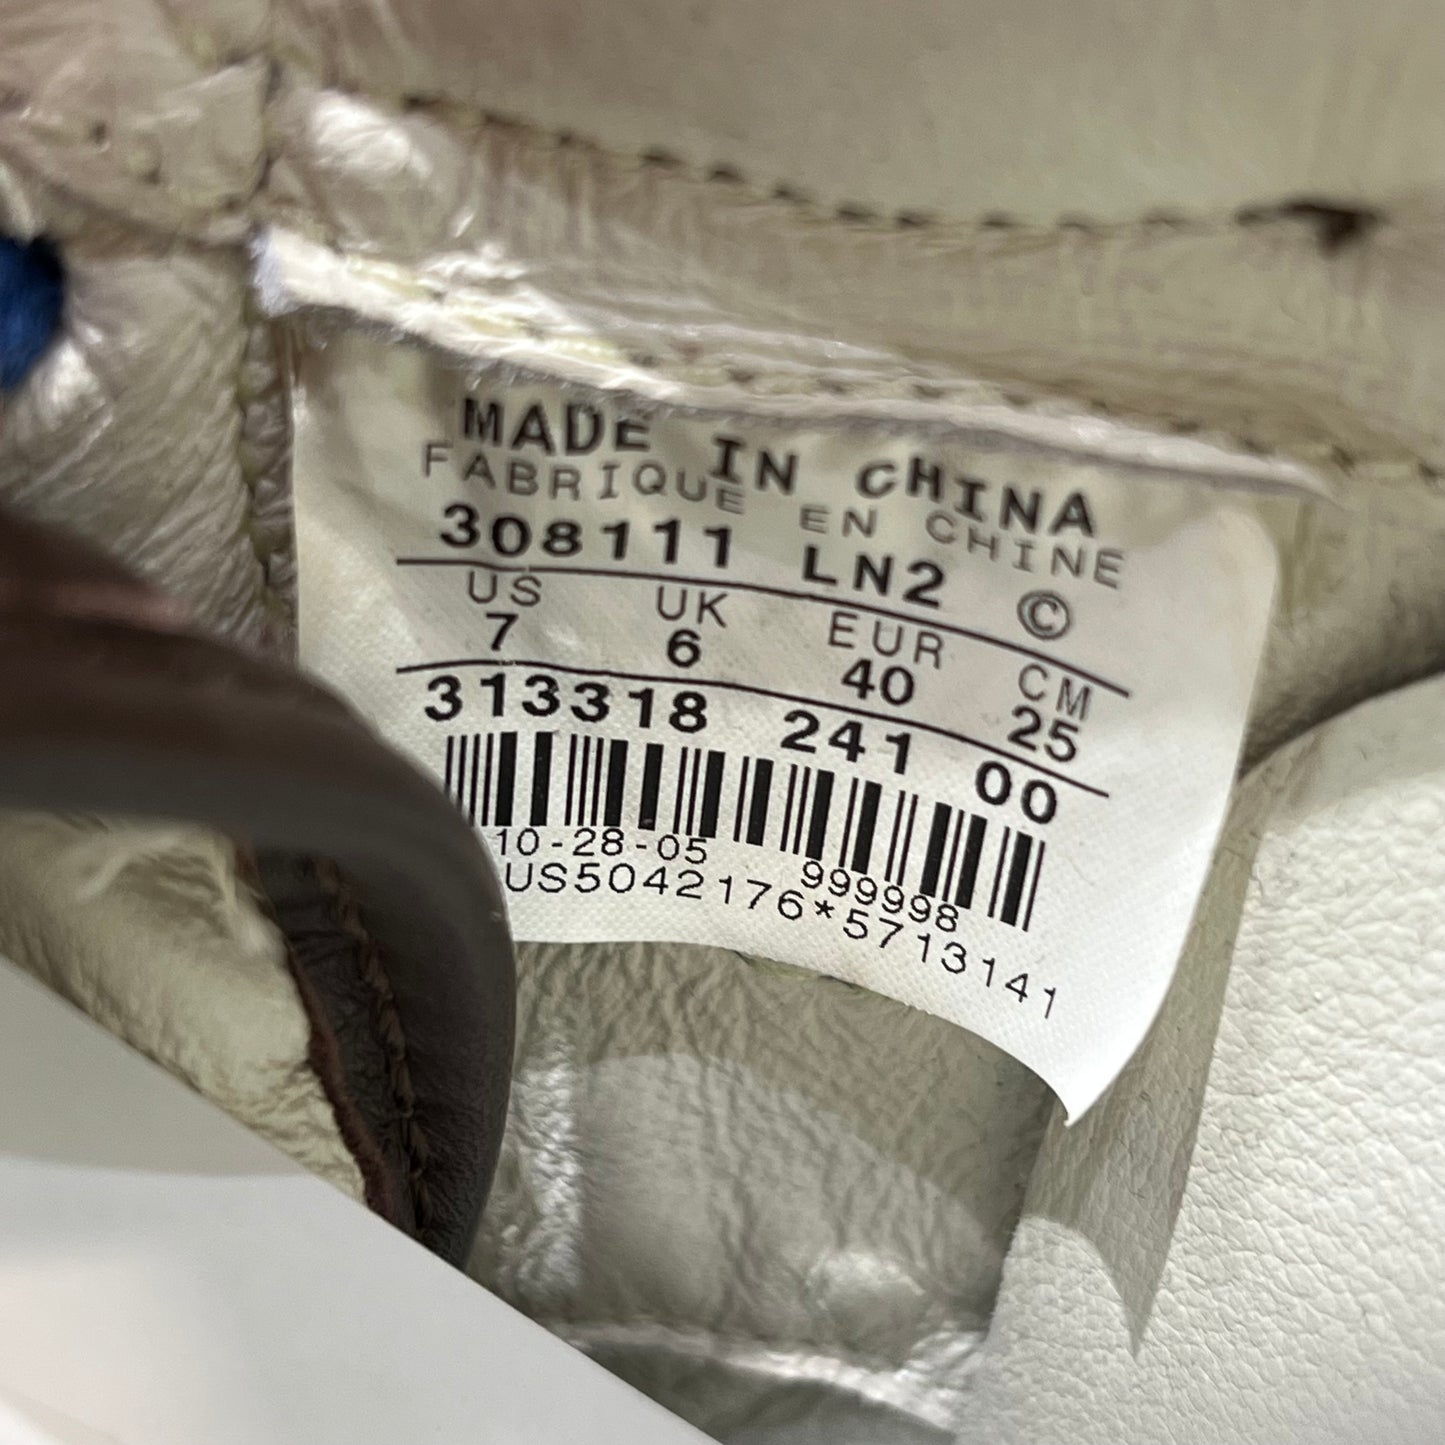 MADE IN CHINA
FABRIQUE EN CHINE
308111 LN2 ©
US UK EUR CM
7 6 40 25
313318 241 00
10-28-05 999998
US5042176*5713141